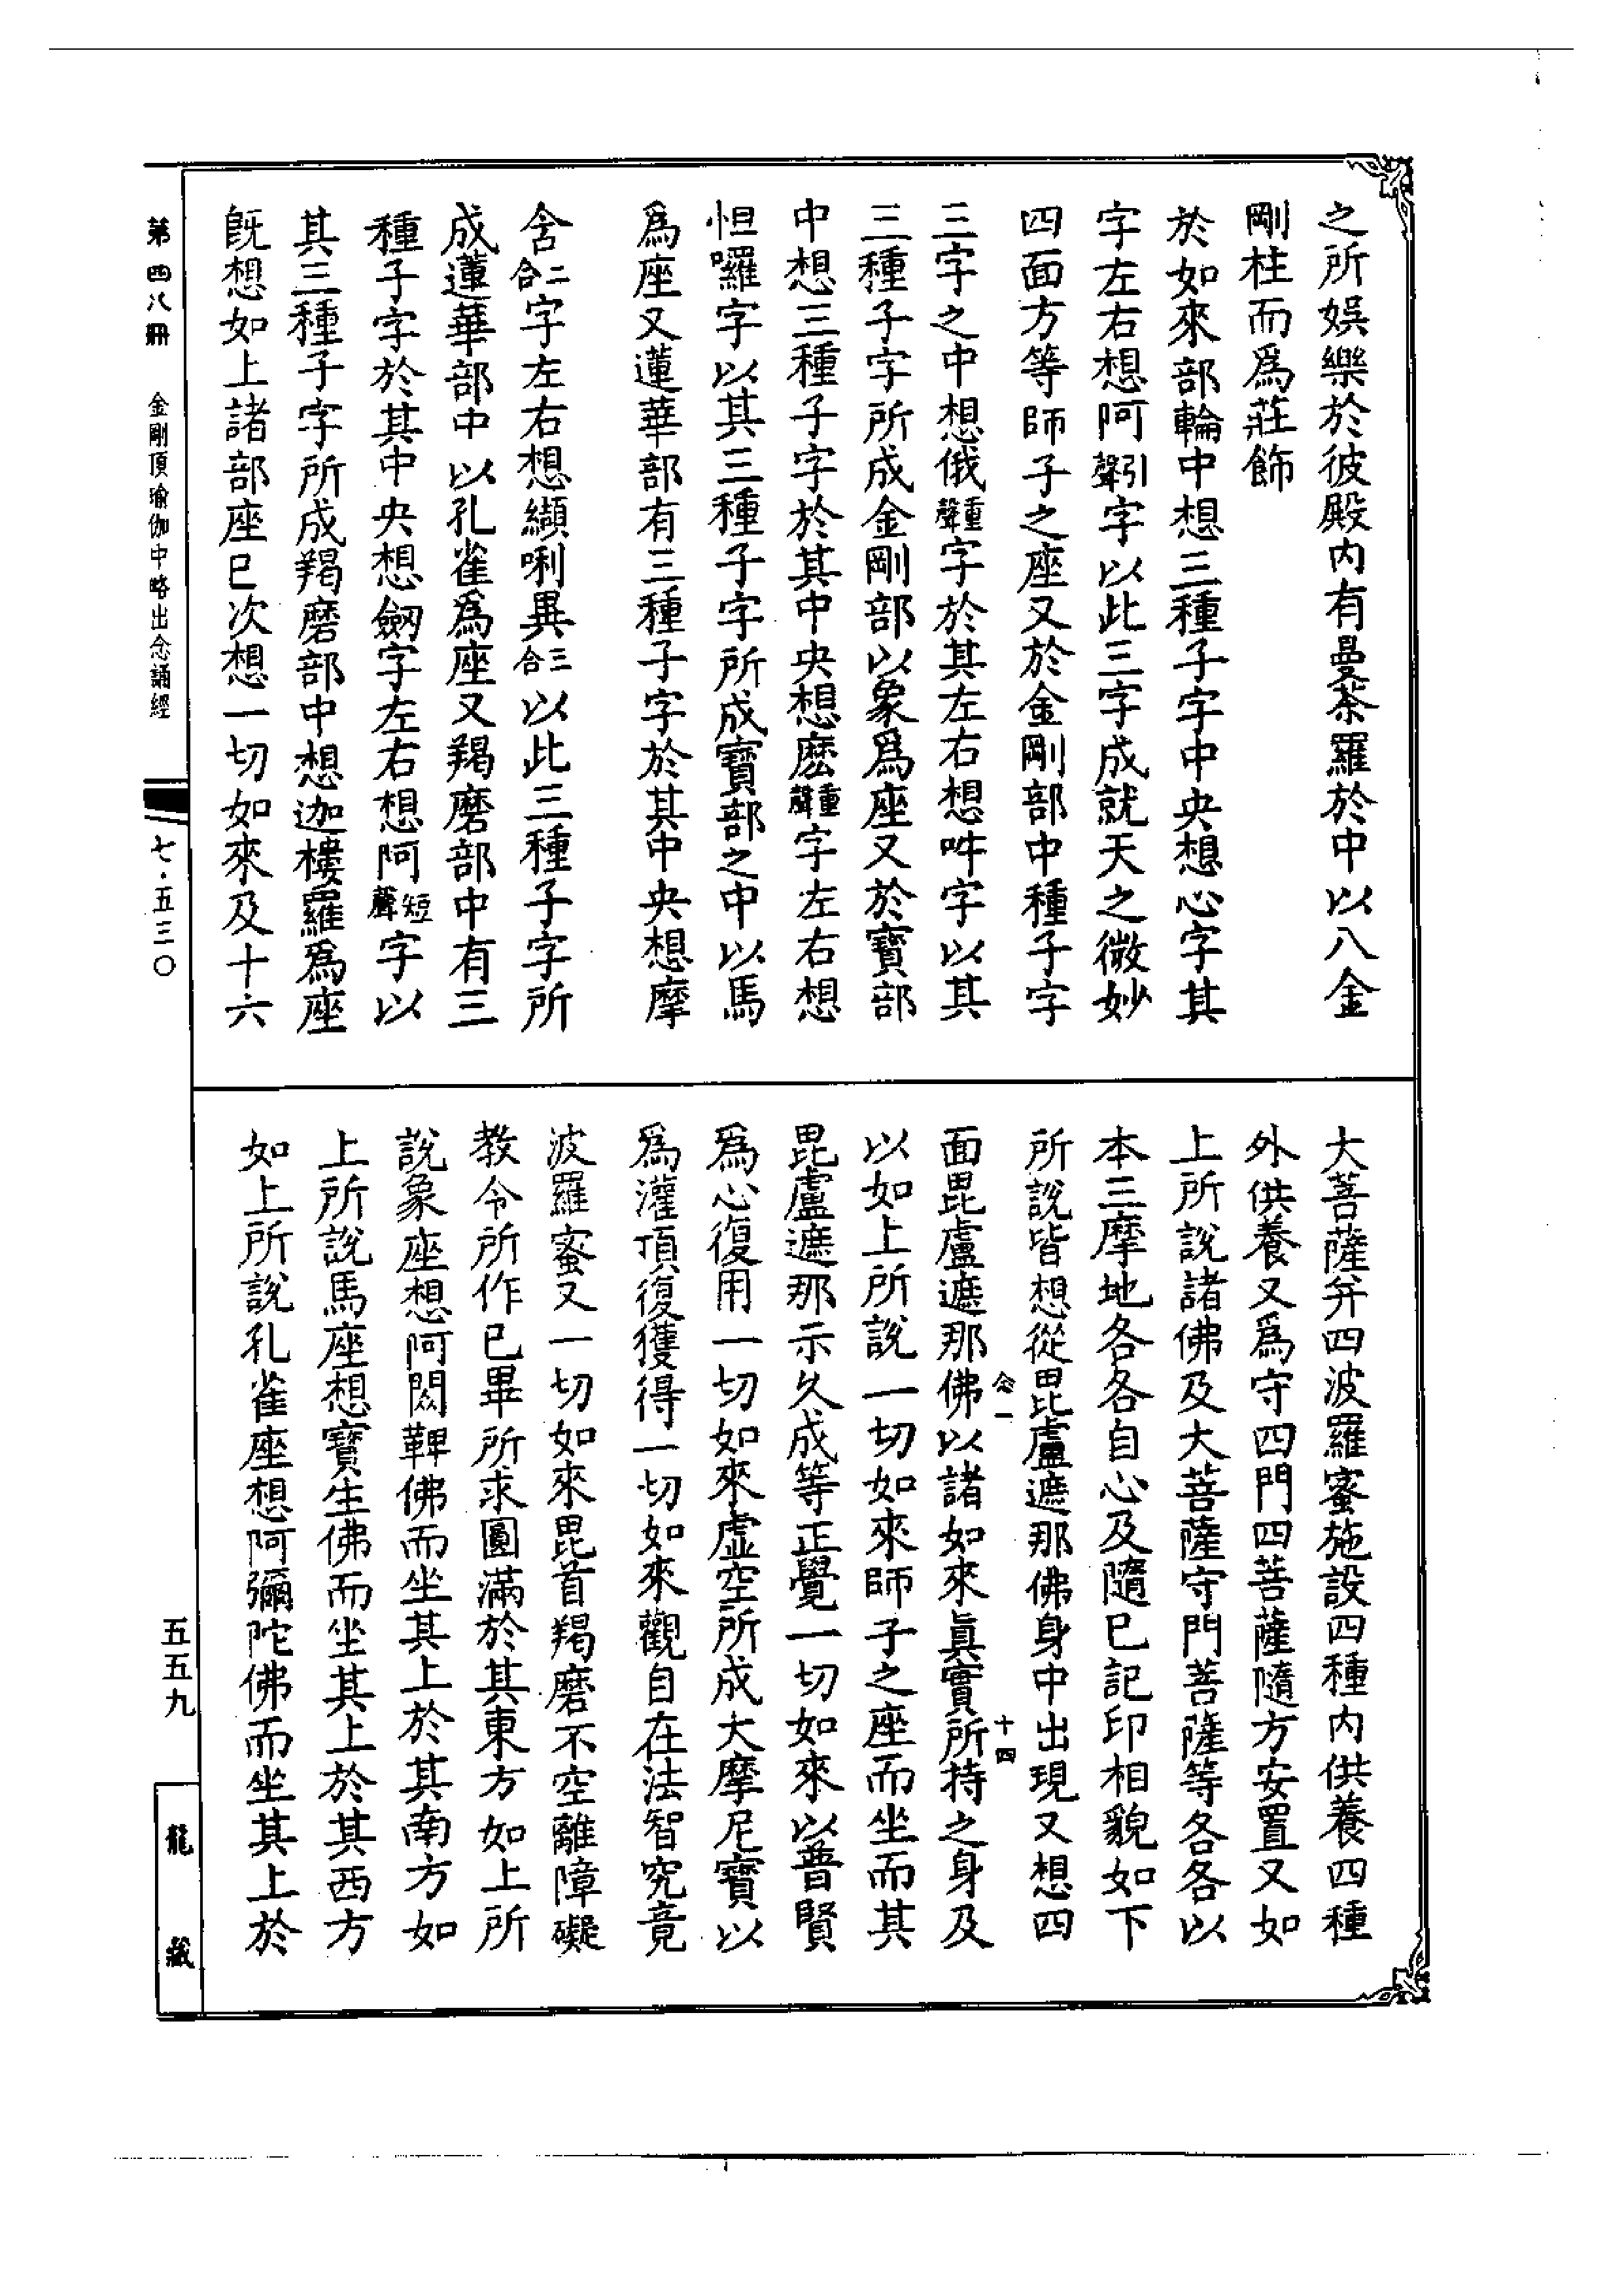 之所娛樂於彼殿內有曼茶羅於中以八金
剛柱而爲莊飾
於如來部輪中想三種子字中央想心字其
字左右想阿引聲字以此三字成就天之微妙
四面方等師子之座又於金剛部中種子字
三字之中想俄重聲字於其左右想吽字以其
三種子字所成金剛部以象爲座又於寶部
中想三種子字於其中央想麽重聲字左右想
怛囉字以其三種子字所成寶部之中以馬
爲座又蓮華部有三種子字於其中央想摩
含二合字左右想纈唎異三合以此三種子字所
成蓮華部中以孔雀爲座又羯磨部中有三
種子字於其中央想劒字左右想阿短聲字以
其三種子字所成羯磨部中想迦樓羅爲座
旣想如上諸部座已次想一切如來及十六
大菩薩幷四波羅蜜施設四種內供養四種
外供養又爲守四門四菩薩隨方安置又如
上所說諸佛及大菩薩守門菩薩等各各以
本三摩地各各自心及隨已記印相貌如下
所說皆想從毘盧遮那佛身中出現又想四
面毘盧遮那佛以諸如來眞實所持之身及
以如上所說一切如來師子之座而坐而其
毘盧遮那示久成等正覺一切如來以普賢
爲心復用一切如來虛空所成大摩尼寶以
爲灌頂復獲得一切如來觀自在法智究竟
波羅蜜又一切如來毘首羯磨不空離障礙
教令所作已畢所求圓滿於其東方如上所
說象座想阿閦鞞佛而坐其上於其南方如
上所說馬座想寶生佛而坐其上於其西方
如上所說孔雀座想阿彌陀佛而坐其上於
念一
十四
第四八冊
金剛頂瑜伽中略出念誦經
七·五三〇
五五九
龍藏